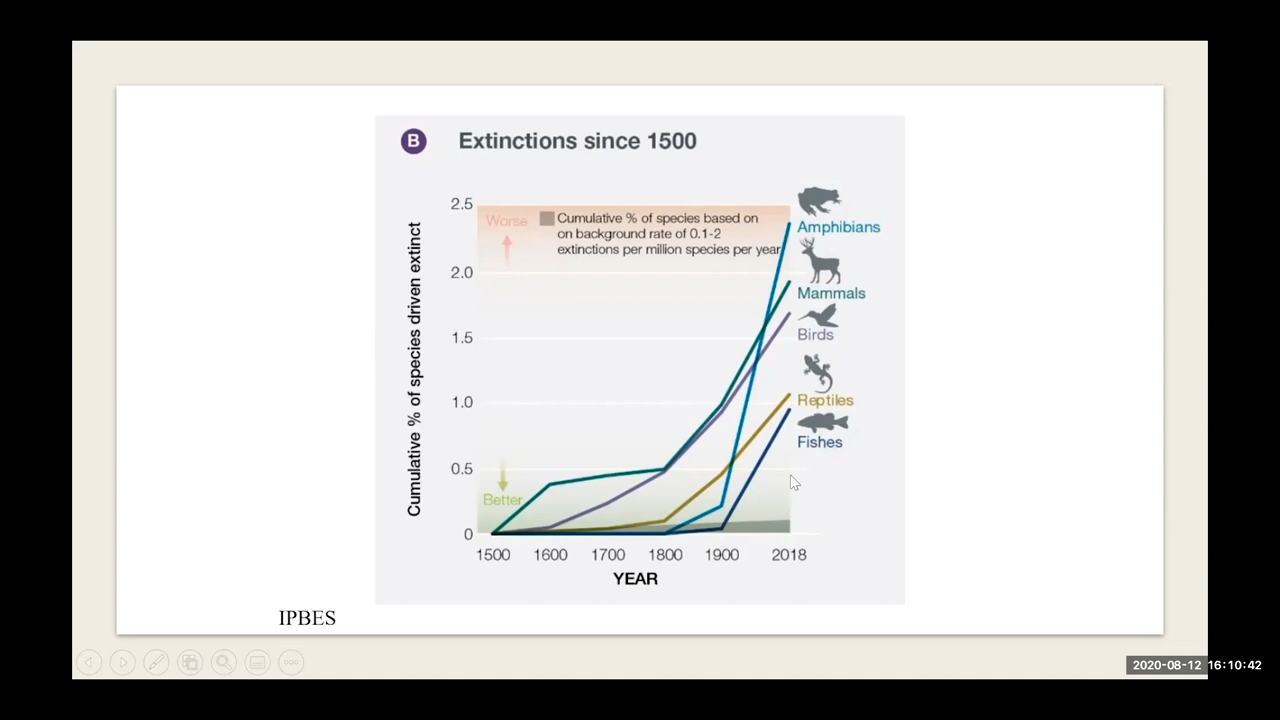 B Extinctions since 1500
Cumulative % of species driven extinct
2.5
2.0
1.5
1.0
0.5
0
Worse
Better
Cumulative % of species based on
on background rate of 0.1-2
extinctions per million species per year
Amphibians
Mammals
Birds
Reptiles
Fishes
1500 1600 1700 1800 1900 2018
YEAR
IPBES
2020-08-12 16:10:42